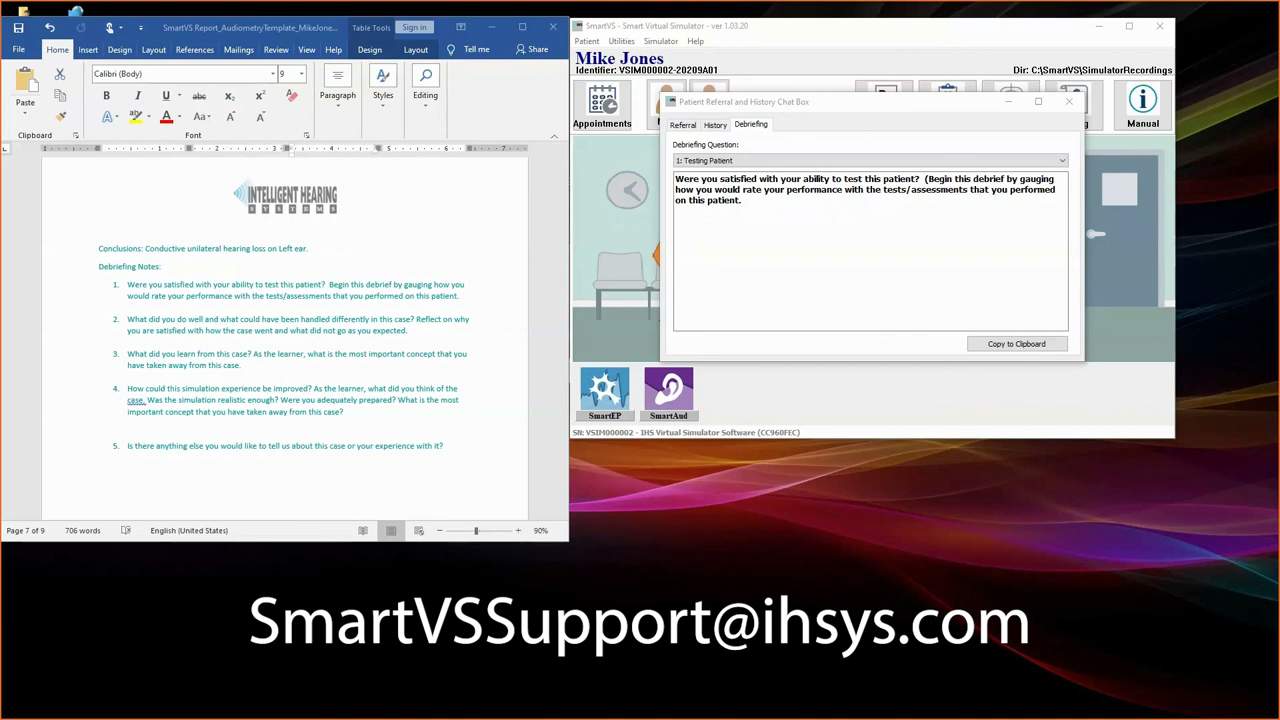 SmartVS Report_AudiometryTemplate_MikeJone...
Table Tools
Sign in
File
Home
Insert
Design
Layout
References
Mailings
Review
View
Help
Design
Layout
Tell me
Share
Paste
Clipboard
Calibri (Body)
9
B I U abc x₂ x²
A ab A Aa A A
Font
Paragraph
Styles
Editing
INTELLIGENT HEARING
SYSTEMS
Conclusions: Conductive unilateral hearing loss on Left ear.
Debriefing Notes:
1. Were you satisfied with your ability to test this patient? Begin this debrief by gauging how you
would rate your performance with the tests/assessments that you performed on this patient.
2. What did you do well and what could have been handled differently in this case? Reflect on why
you are satisfied with how the case went and what did not go as you expected.
3. What did you learn from this case? As the learner, what is the most important concept that you
have taken away from this case.
4. How could this simulation experience be improved? As the learner, what did you think of the
case. Was the simulation realistic enough? Were you adequately prepared? What is the most
important concept that you have taken away from this case?
5. Is there anything else you would like to tell us about this case or your experience with it?
Page 7 of 9
706 words
English (United States)
90%
SmartVS - Smart Virtual Simulator - ver 1.03.20
Patient
Utilities
Simulator
Help
Mike Jones
Identifier: VSIM000002-20209A01
Dir: C:\SmartVS\SimulatorRecordings
Appointments
Manual
Patient Referral and History Chat Box
Referral
History
Debriefing
Debriefing Question:
1: Testing Patient
Were you satisfied with your ability to test this patient? (Begin this debrief by gauging
how you would rate your performance with the tests/assessments that you performed
on this patient.
Copy to Clipboard
SmartEP
SmartAud
SN: VSIM000002 - IHS Virtual Simulator Software (CC960FEC)
SmartVSSupport@ihsys.com